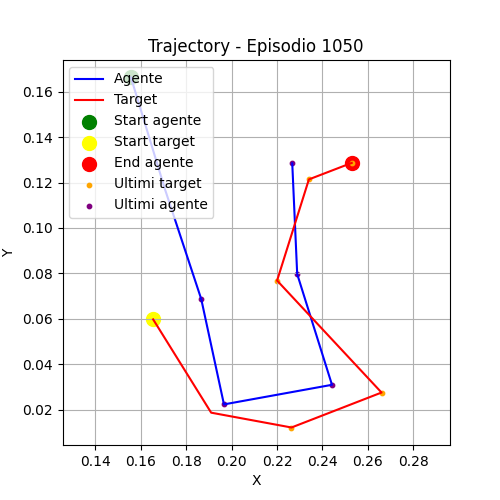 Trajectory - Episodio 1050
Agente
Target
Start agente
Start target
End agente
Ultimi target
Ultimi agente
Y
0.16
0.14
0.12
0.10
0.08
0.06
0.04
0.02
0.14 0.16 0.18 0.20 0.22 0.24 0.26 0.28
X